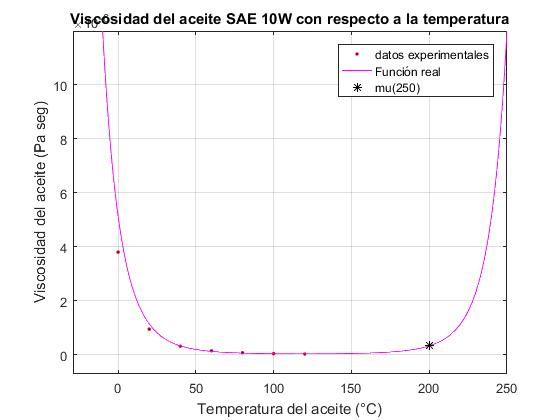 Viscosidad del aceite SAE 10W con respecto a la temperatura
datos experimentales
Función real
mu(250)
10
8
6
4
2
0
Viscosidad del aceite (Pa seg)
0
50
100
150
200
250
Temperatura del aceite (°C)